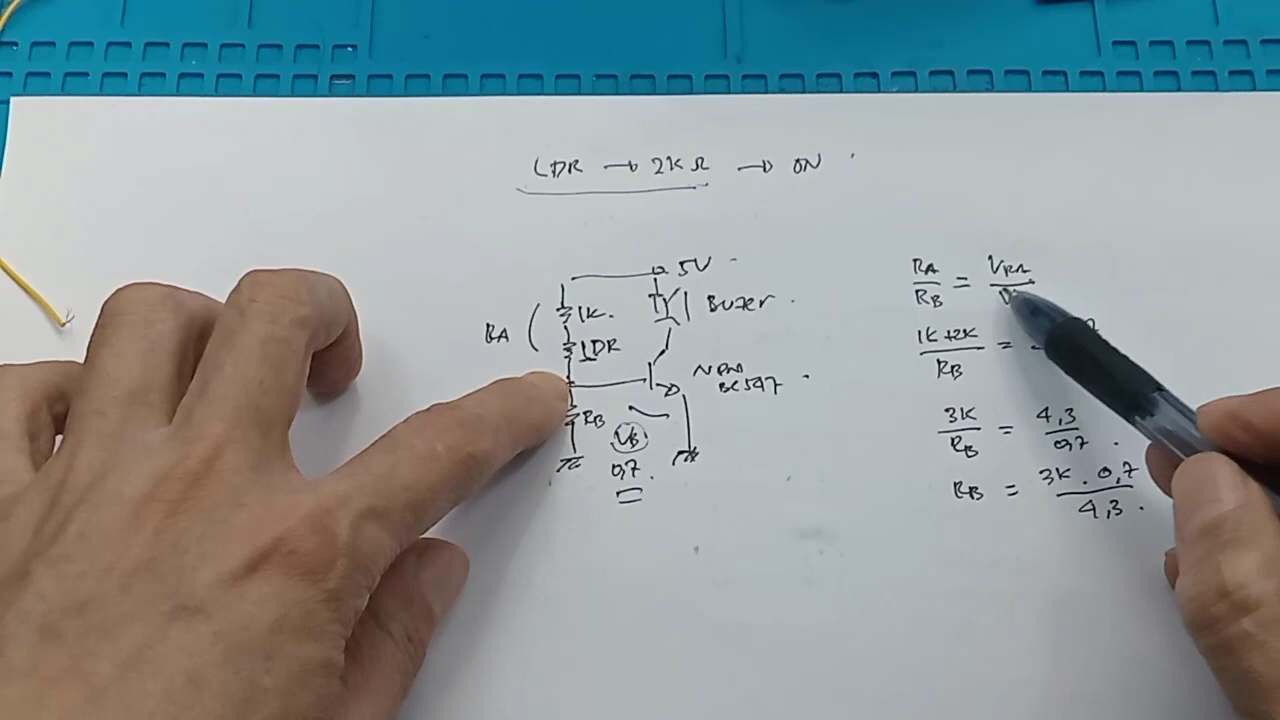 LDR → 2KΩ → ON
5V
1K.
Buzer.
RA
LDR
NPN
BC547
RB
VB
0,7.
RA/RB = VRA/
1K+2K/RB =
3K/RB = 4,3/0,7.
RB = 3K . 0,7/4,3.